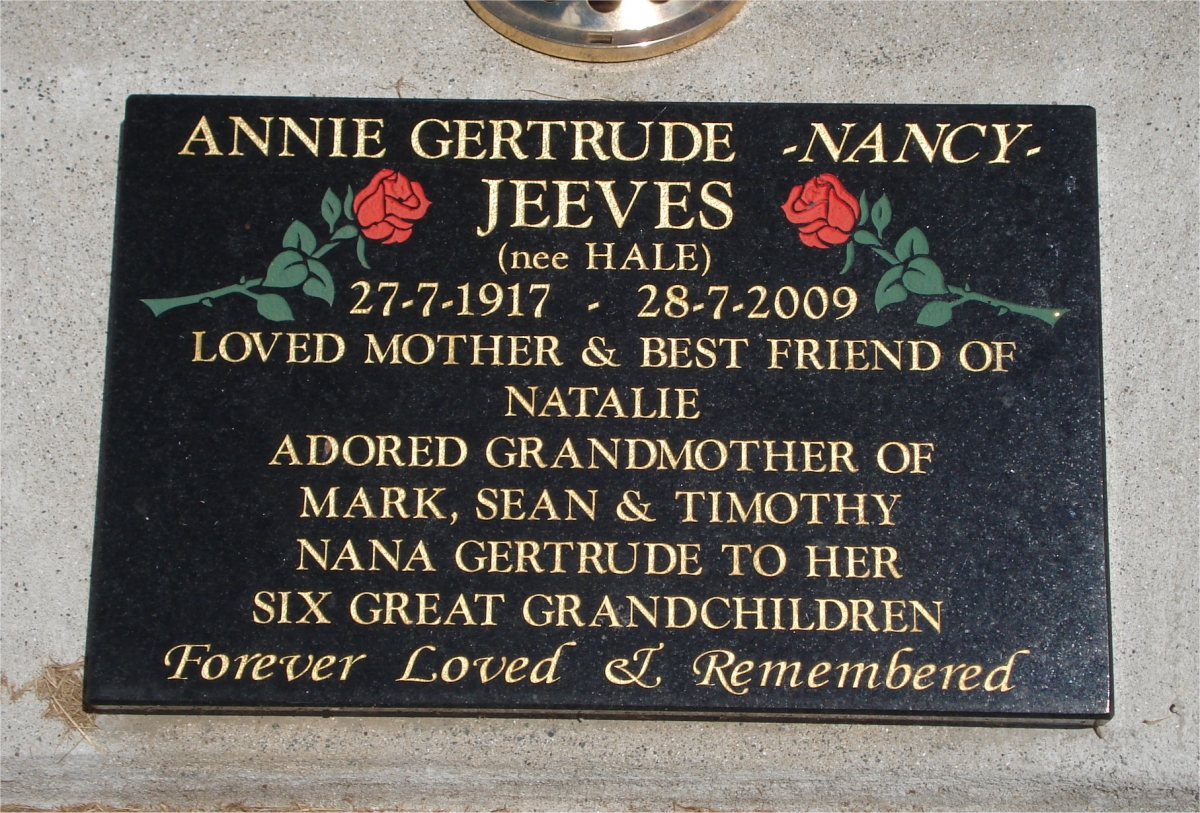 ANNIE GERTRUDE -NANCY-
JEEVES
(nee HALE)
27-7-1917 - 28-7-2009
LOVED MOTHER & BEST FRIEND OF
NATALIE
ADORED GRANDMOTHER OF
MARK, SEAN & TIMOTHY
NANA GERTRUDE TO HER
SIX GREAT GRANDCHILDREN
Forever Loved & Remembered